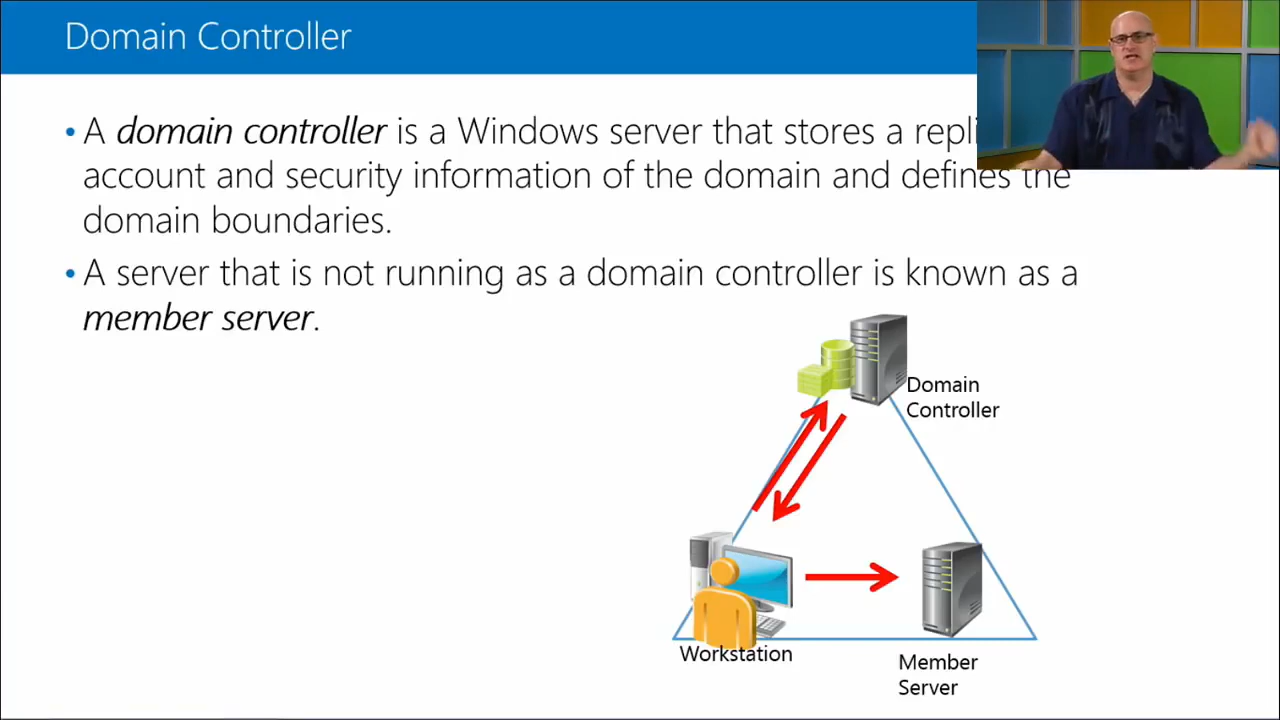 Domain Controller
• A domain controller is a Windows server that stores a
account and security information of the domain and defines the
domain boundaries.
• A server that is not running as a domain controller is known as a
member server.
Domain
Controller
Workstation
Member
Server